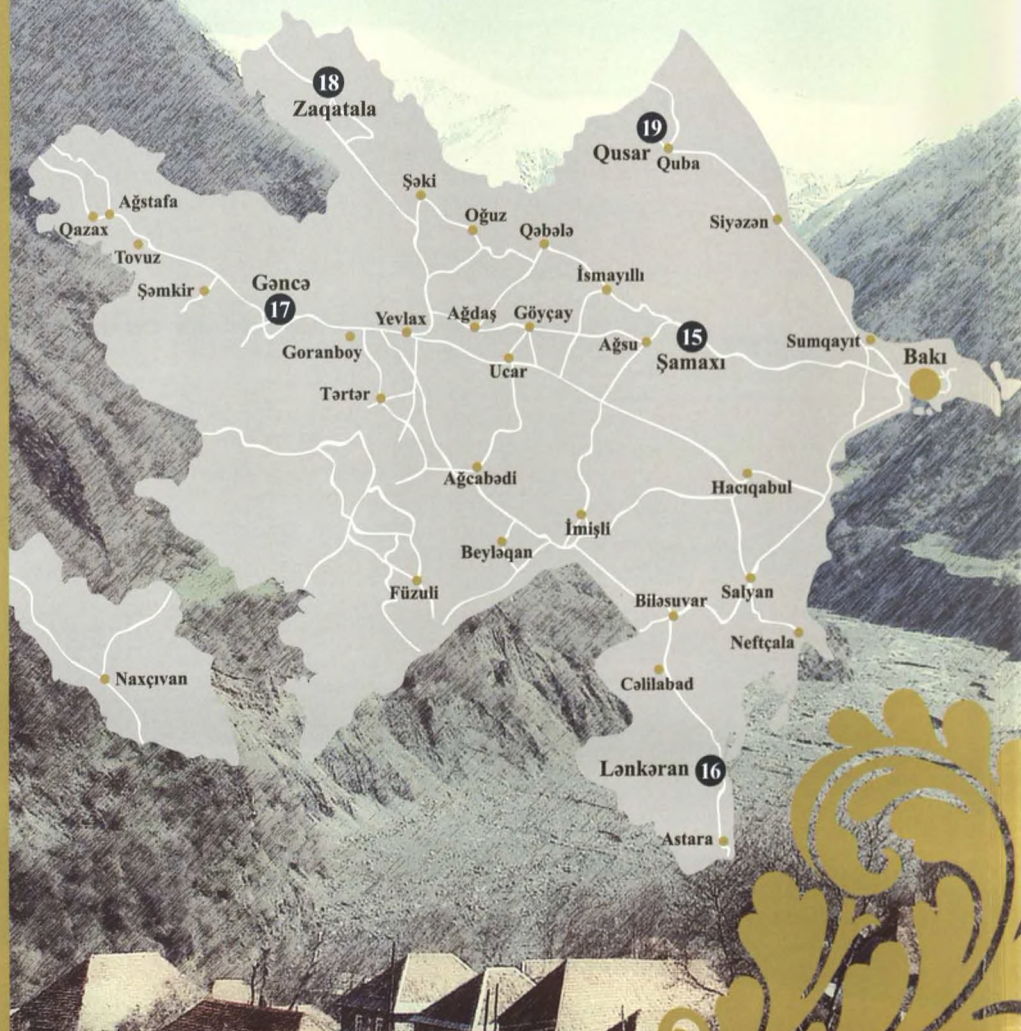 18
Zaqatala
19
Qusar
Quba
Şəki
Ağstafa
Qazax
Oğuz
Siyəzən
Qəbələ
Tovuz
İsmayıllı
Şəmkir
Gəncə
17
Yevlax
Ağdaş
Göyçay
Goranboy
Ağsu
15
Şamaxı
Sumqayıt
Bakı
Ucar
Tərtər
Ağcabədi
Hacıqabul
İmişli
Beyləqan
Füzuli
Biləsuvar
Salyan
Neftçala
Naxçıvan
Cəlilabad
Lənkəran 16
Astara